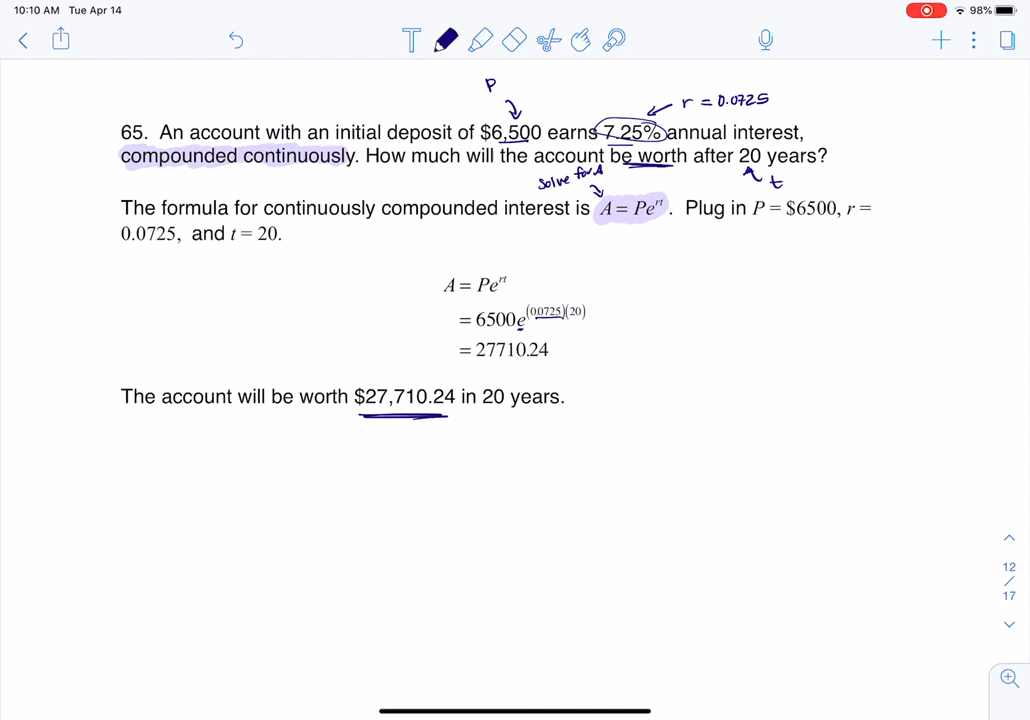 10:10 AM Tue Apr 14
98%
T
P
r = 0.0725
65. An account with an initial deposit of $6,500 earns 7.25% annual interest,
compounded continuously. How much will the account be worth after 20 years?
solve for A
t
The formula for continuously compounded interest is A = Pe^{rt} . Plug in P = $6500, r =
0.0725, and t = 20.
A = Pe^{rt}
= 6500e^{(0.0725)(20)}
= 27710.24
The account will be worth $27,710.24 in 20 years.
12
/
17